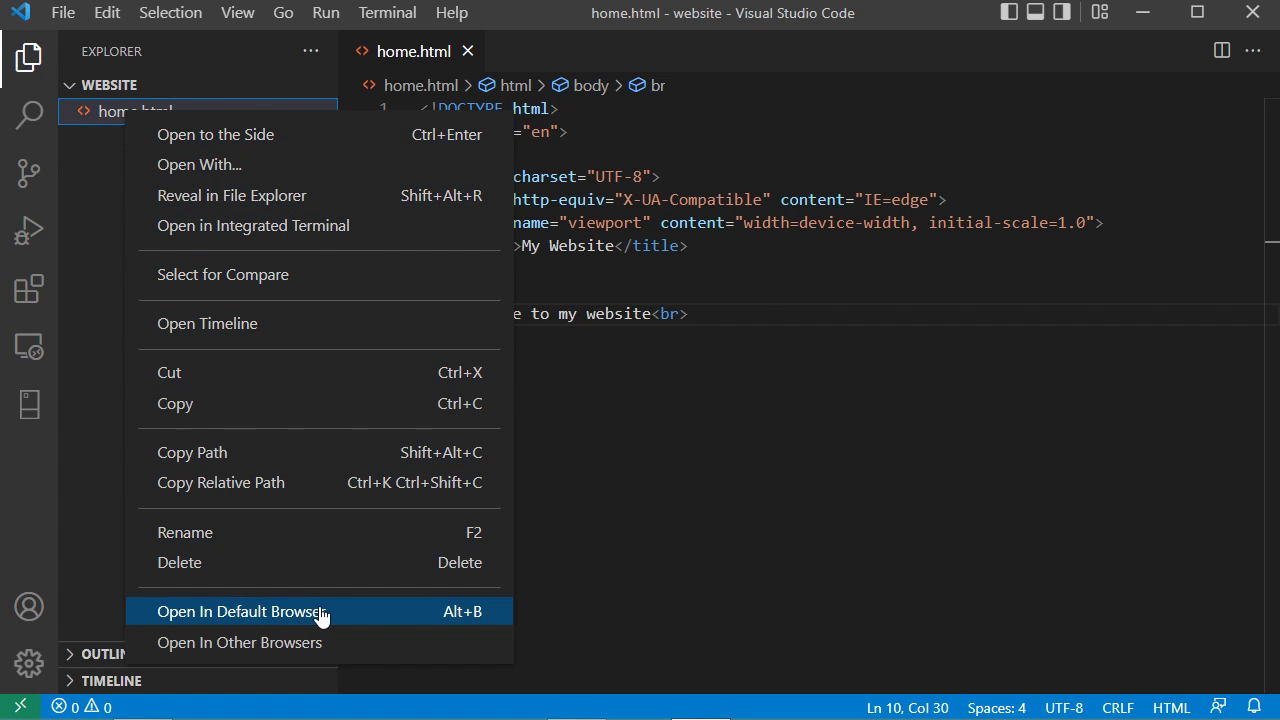 File Edit Selection View Go Run Terminal Help home.html - website - Visual Studio Code
EXPLORER
home.html
WEBSITE
home.html > html > body > br
home.html
1 <!DOCTYPE html>
="en">
charset="UTF-8">
http-equiv="X-UA-Compatible" content="IE=edge">
name="viewport" content="width=device-width, initial-scale=1.0">
>My Website</title>
e to my website<br>
Open to the Side Ctrl+Enter
Open With...
Reveal in File Explorer Shift+Alt+R
Open in Integrated Terminal
Select for Compare
Open Timeline
Cut Ctrl+X
Copy Ctrl+C
Copy Path Shift+Alt+C
Copy Relative Path Ctrl+K Ctrl+Shift+C
Rename F2
Delete Delete
Open In Default Browser Alt+B
Open In Other Browsers
OUTLIN
TIMELINE
0 0 Ln 10, Col 30 Spaces: 4 UTF-8 CRLF HTML